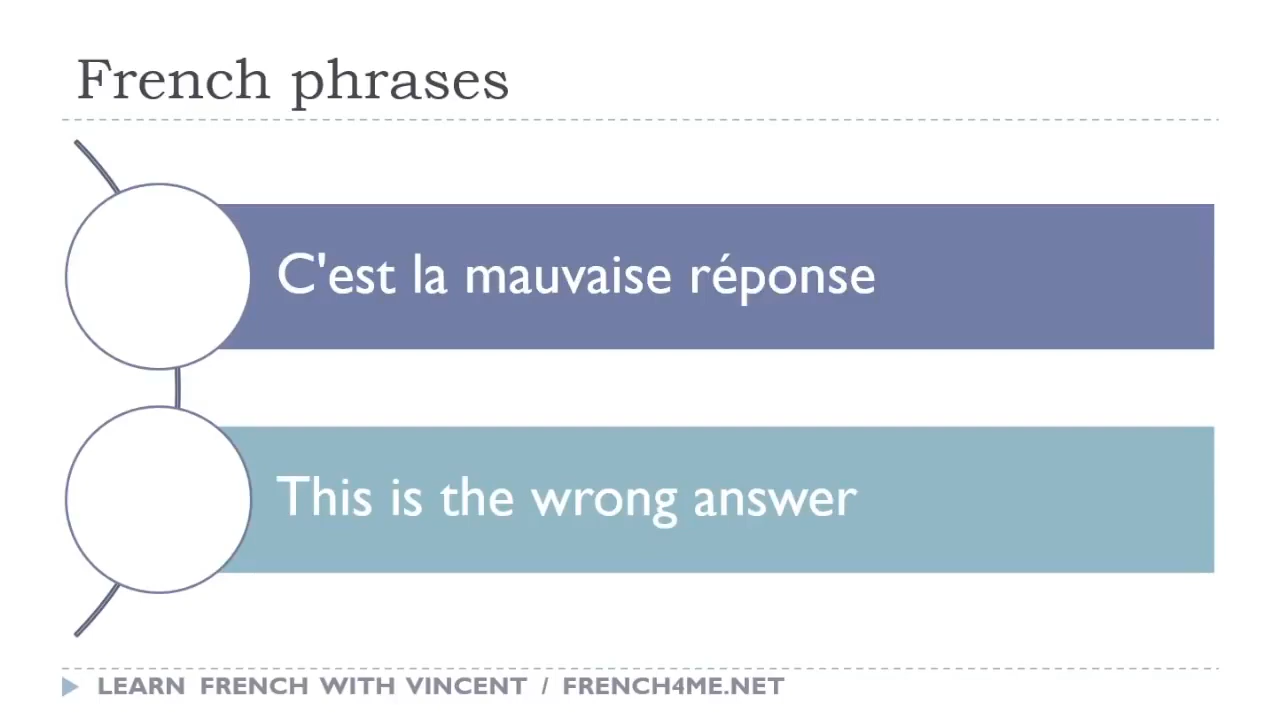 French phrases
C'est la mauvaise réponse
This is the wrong answer
LEARN FRENCH WITH VINCENT / FRENCH4ME.NET